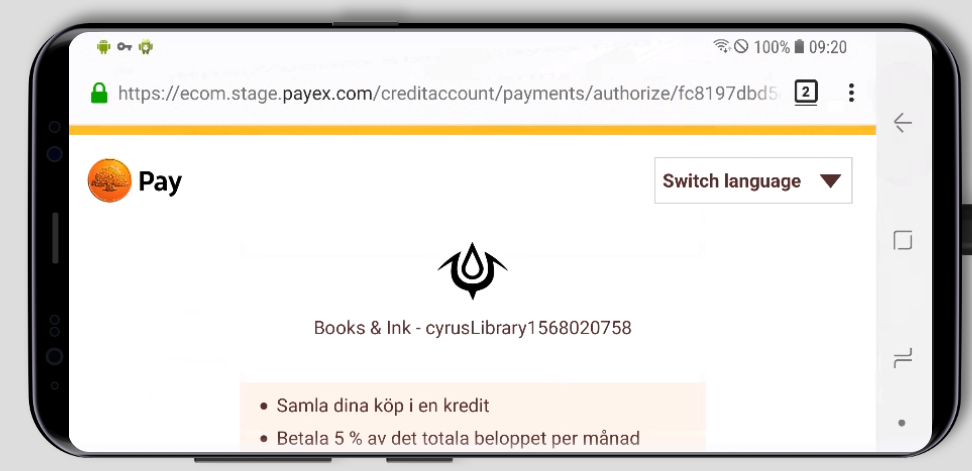 100% 09:20
https://ecom.stage.payex.com/creditaccount/payments/authorize/fc8197dbd5
2
Pay
Switch language
Books & Ink - cyrusLibrary1568020758
• Samla dina köp i en kredit
• Betala 5 % av det totala beloppet per månad